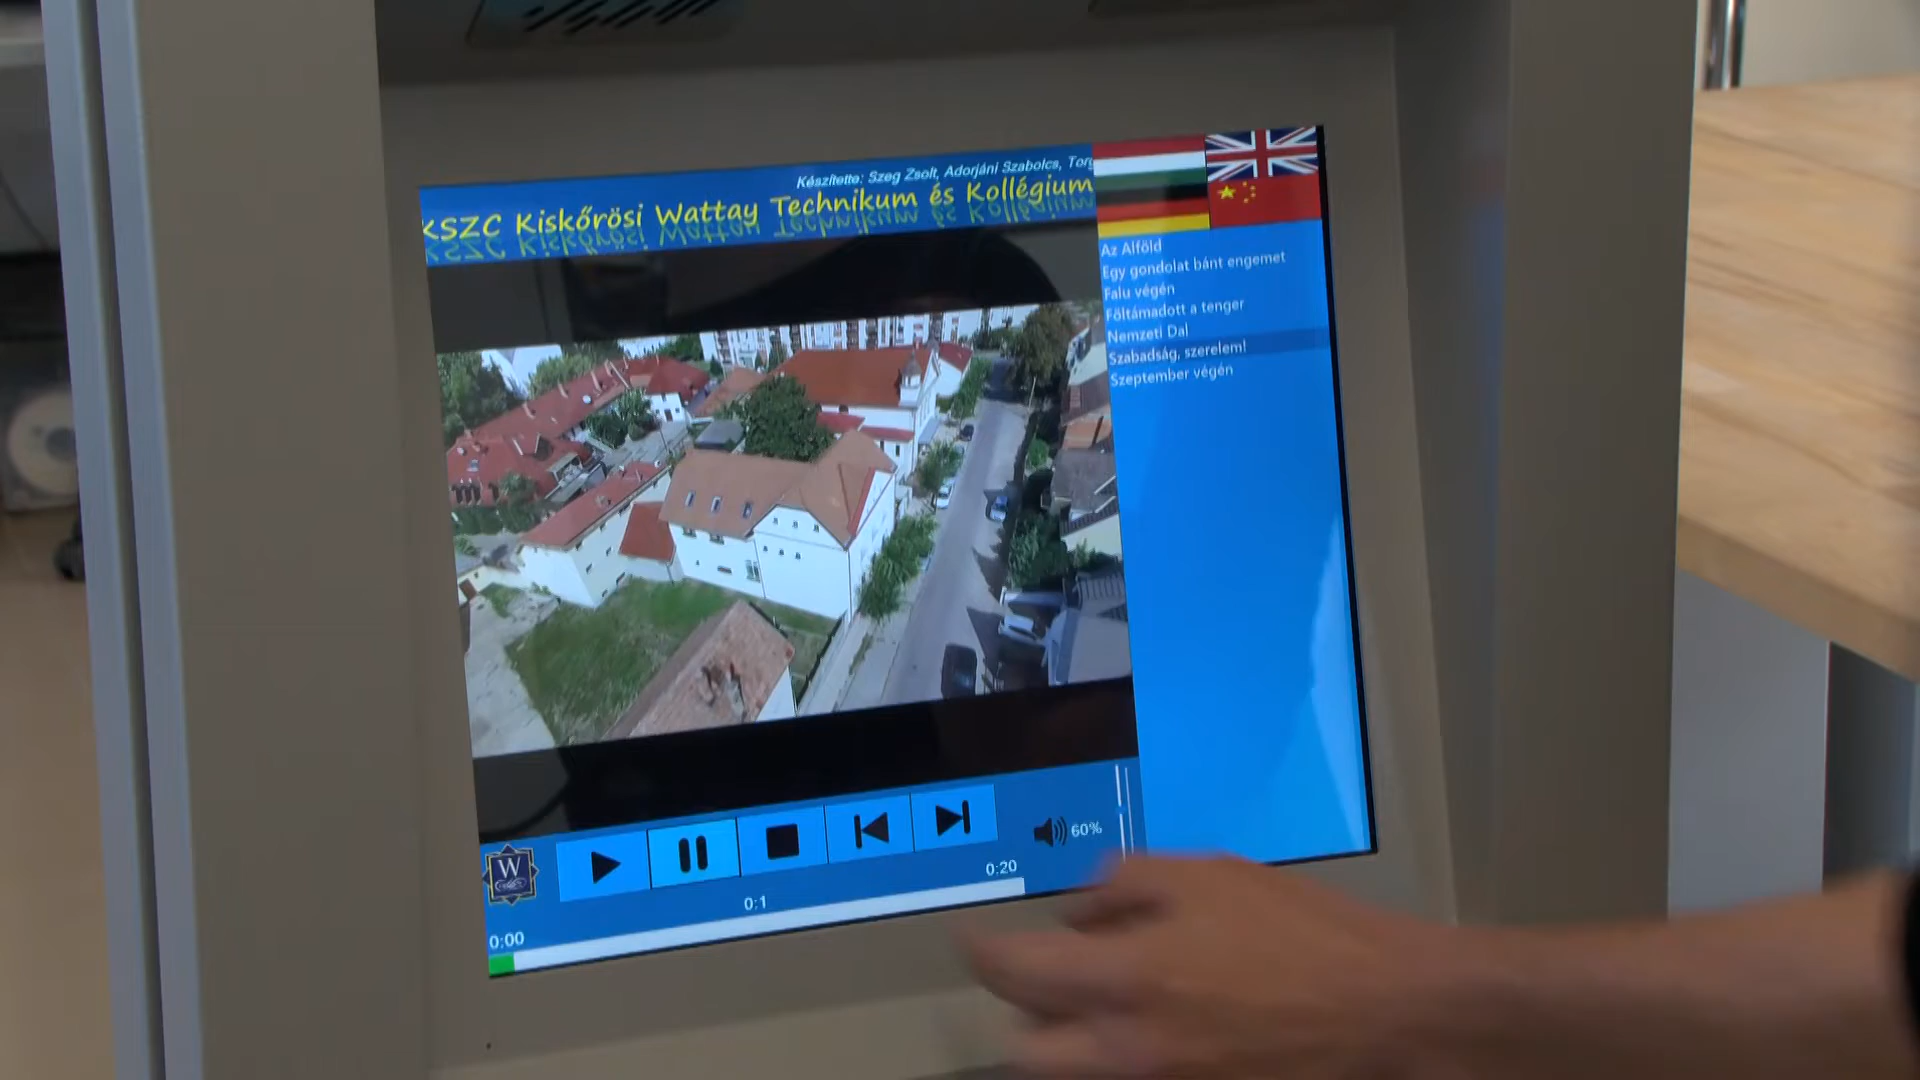 Készítette: Szeg Zsolt, Adorjáni Szabolcs,
KSZC Kiskőrösi Wattay Technikum és Kollégium
Az Alföld
Egy gondolat bánt engemet
Falu végén
Föltámadott a tenger
Nemzeti Dal
Szabadság, szerelem!
Szeptember végén
60%
W
0:20
0:1
0:00